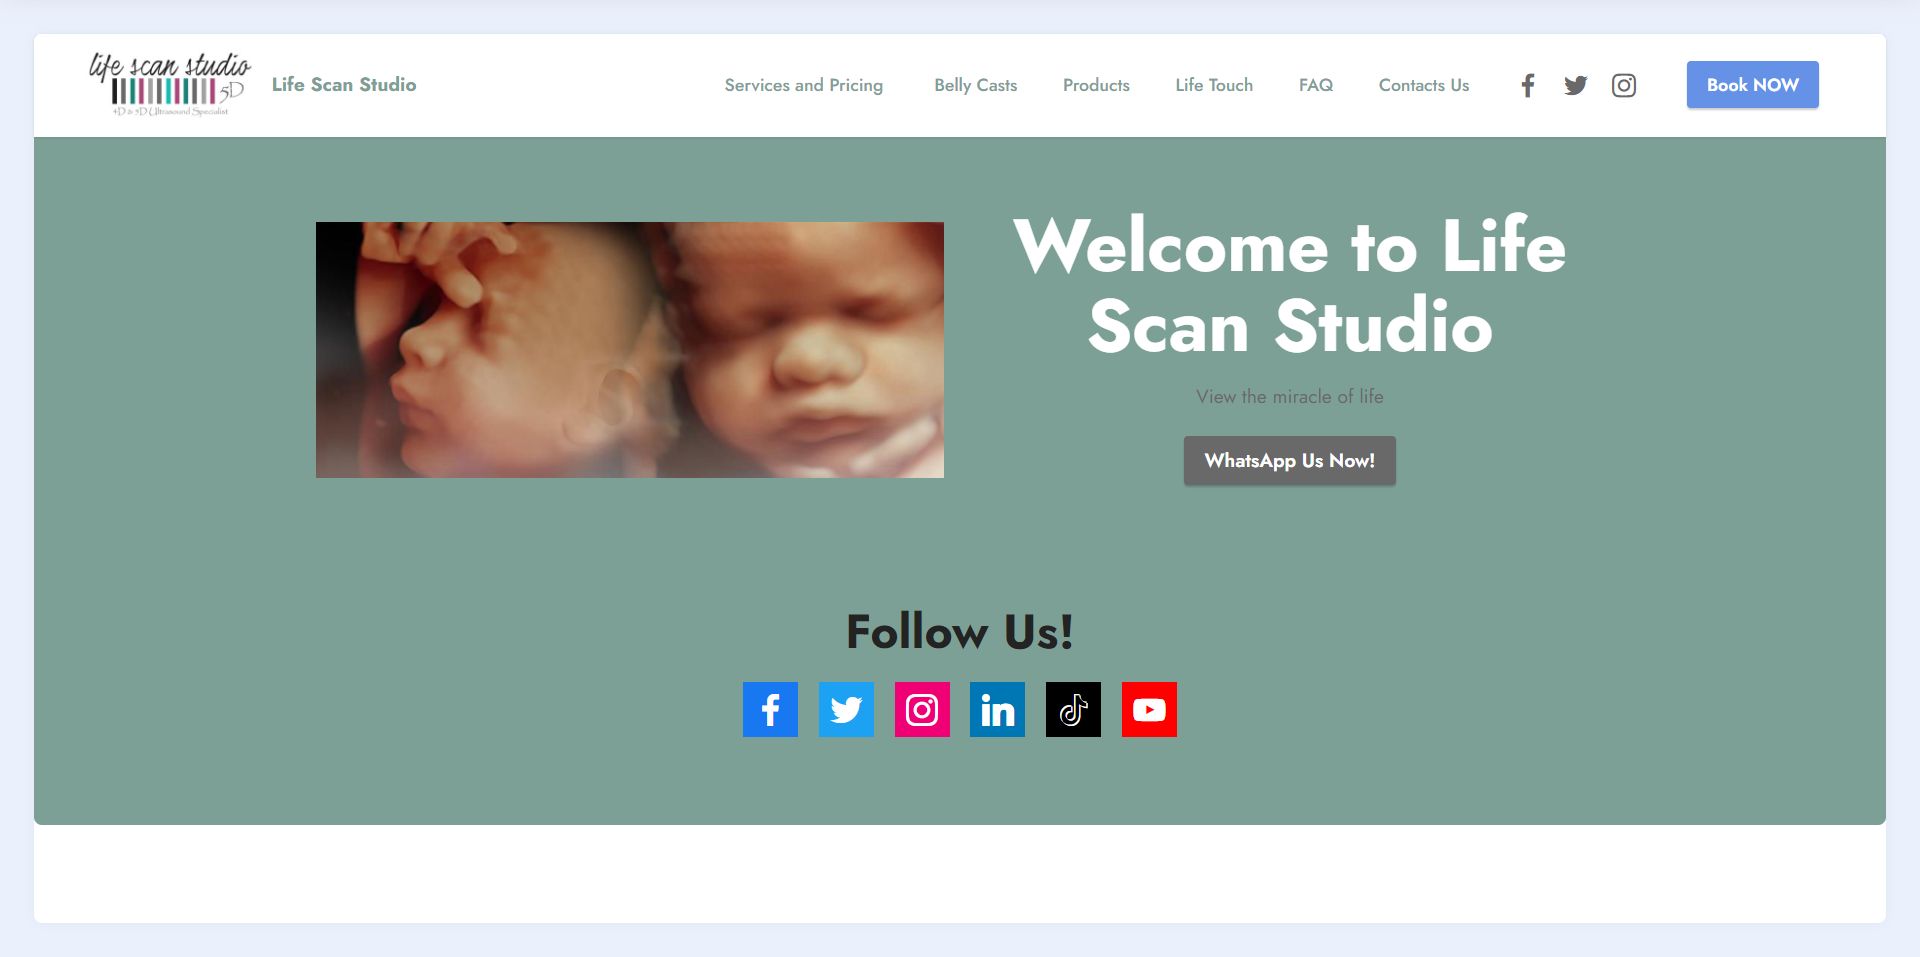 life scan studio
5D
4D & 5D Ultrasound Specialist
Life Scan Studio
Services and Pricing
Belly Casts
Products
Life Touch
FAQ
Contacts Us
Book NOW
Welcome to Life
Scan Studio
View the miracle of life
WhatsApp Us Now!
Follow Us!